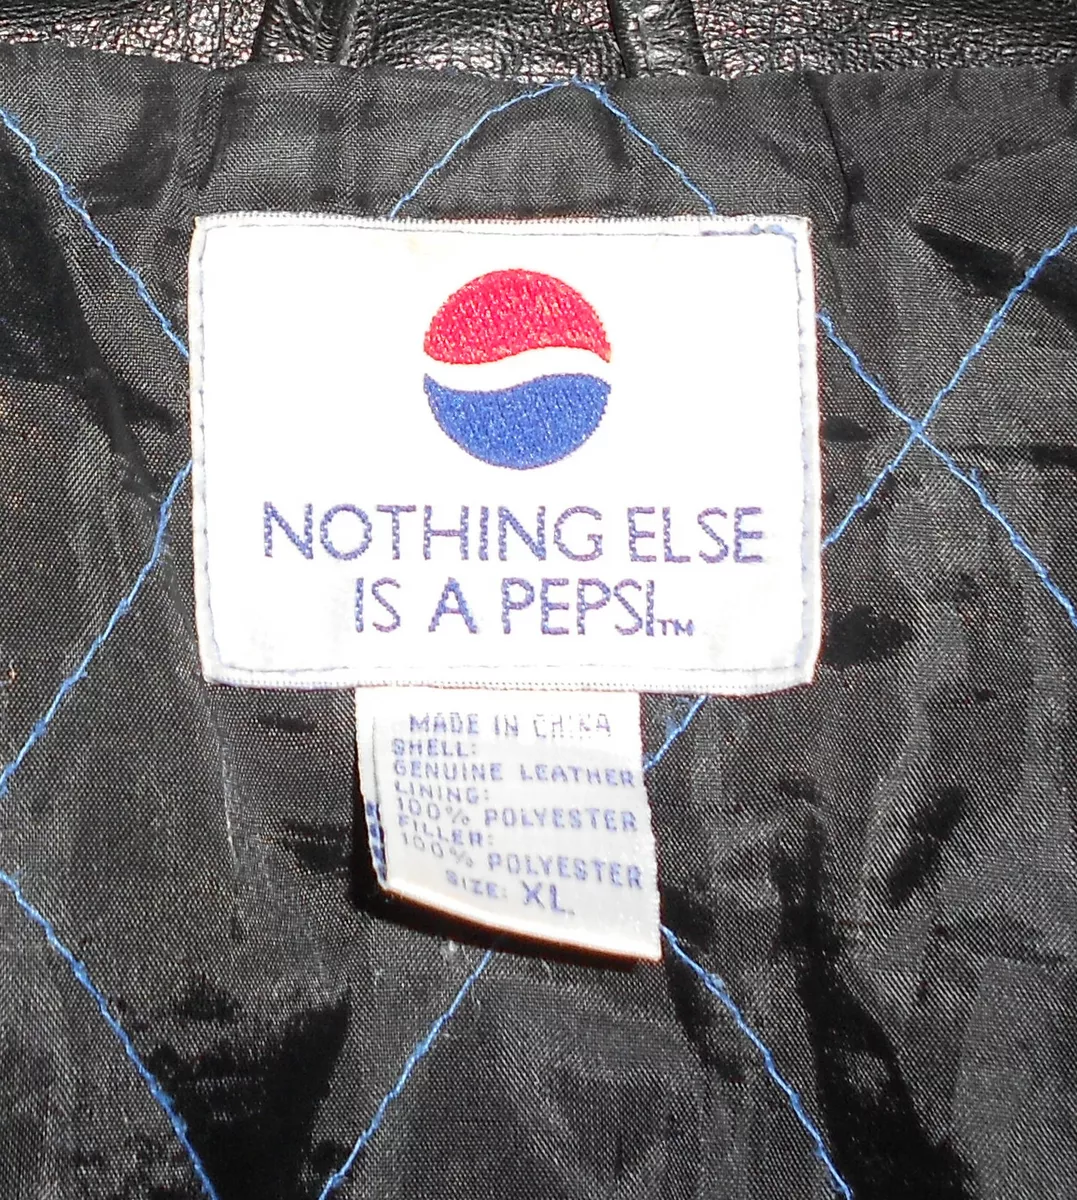 NOTHING ELSE
IS A PEPSI™
MADE IN CHINA
SHELL:
GENUINE LEATHER
LINING:
100% POLYESTER
FILLER:
100% POLYESTER
SIZE: XL.